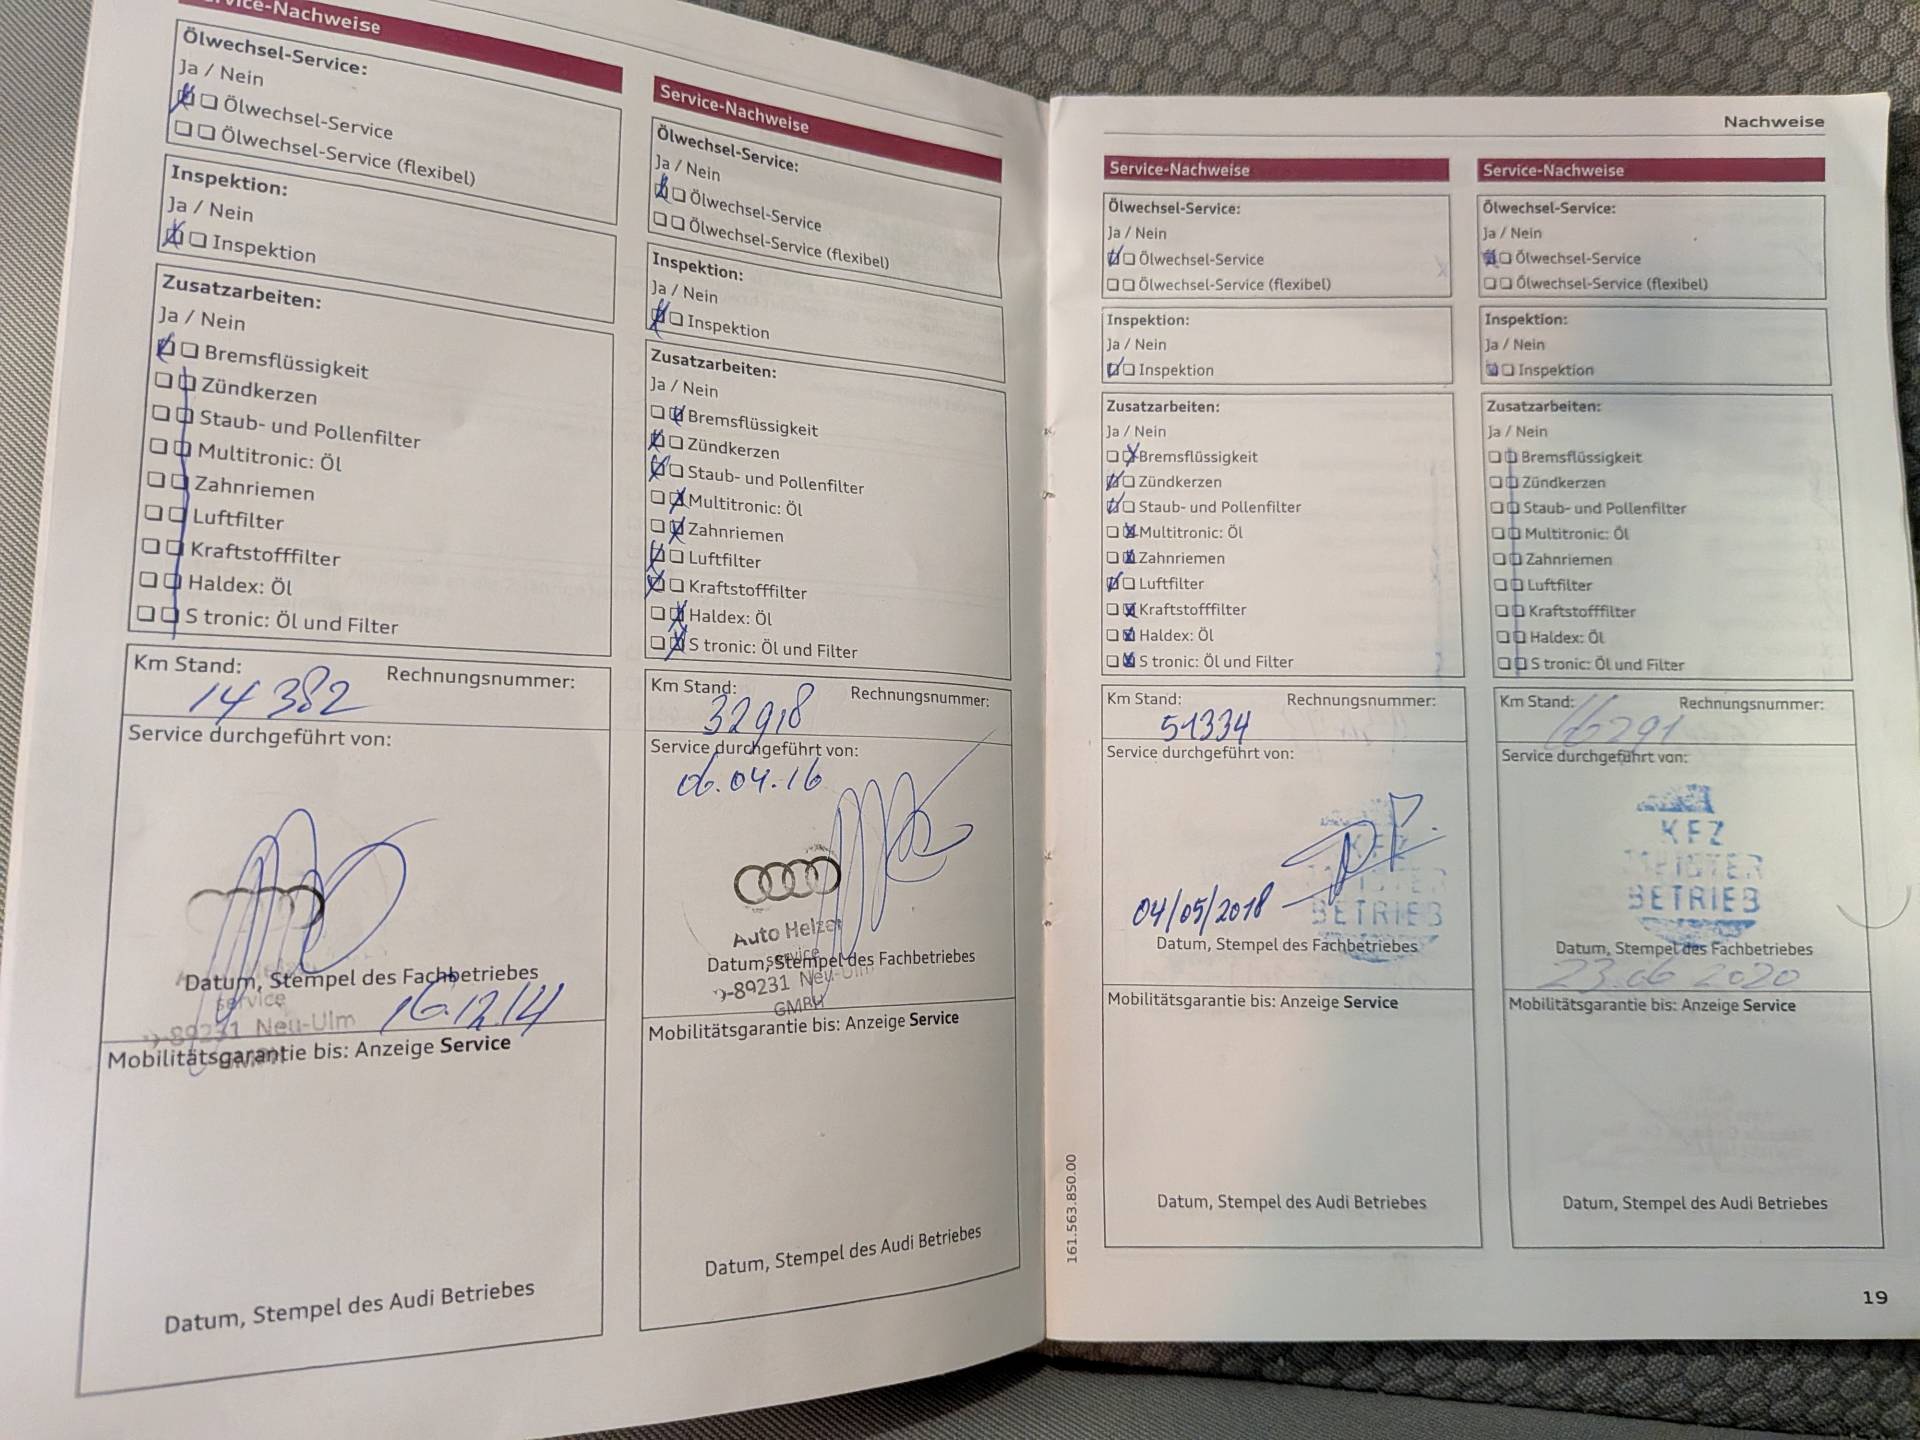 Service-Nachweise
Ölwechsel-Service:
Ja / Nein
Ölwechsel-Service
Ölwechsel-Service (flexibel)
Inspektion:
Ja / Nein
Inspektion
Zusatzarbeiten:
Ja / Nein
Bremsflüssigkeit
Zündkerzen
Staub- und Pollenfilter
Multitronic: Öl
Zahnriemen
Luftfilter
Kraftstofffilter
Haldex: Öl
S tronic: Öl und Filter
Km Stand: Rechnungsnummer:
14 382
Service durchgeführt von:
Datum, Stempel des Fachbetriebes
service
16.12.14
89231 Neu-Ulm
Mobilitätsgarantie bis: Anzeige Service
Datum, Stempel des Audi Betriebes
Service-Nachweise
Ölwechsel-Service:
Ja / Nein
Ölwechsel-Service
Ölwechsel-Service (flexibel)
Inspektion:
Ja / Nein
Inspektion
Zusatzarbeiten:
Ja / Nein
Bremsflüssigkeit
Zündkerzen
Staub- und Pollenfilter
Multitronic: Öl
Zahnriemen
Luftfilter
Kraftstofffilter
Haldex: Öl
S tronic: Öl und Filter
Km Stand: Rechnungsnummer:
32918
Service durchgeführt von:
06.04.16
Auto Helzer
service
Datum, Stempel des Fachbetriebes
-89231 Neu-Ulm
GMBH
Mobilitätsgarantie bis: Anzeige Service
Datum, Stempel des Audi Betriebes
Nachweise
Service-Nachweise
Ölwechsel-Service:
Ja / Nein
Ölwechsel-Service
Ölwechsel-Service (flexibel)
Inspektion:
Ja / Nein
Inspektion
Zusatzarbeiten:
Ja / Nein
Bremsflüssigkeit
Zündkerzen
Staub- und Pollenfilter
Multitronic: Öl
Zahnriemen
Luftfilter
Kraftstofffilter
Haldex: Öl
S tronic: Öl und Filter
Km Stand: Rechnungsnummer:
51334
Service durchgeführt von:
KFZ
BETRIEB
04/05/2018
Datum, Stempel des Fachbetriebes
Mobilitätsgarantie bis: Anzeige Service
Datum, Stempel des Audi Betriebes
161.563.850.00
Service-Nachweise
Ölwechsel-Service:
Ja / Nein
Ölwechsel-Service
Ölwechsel-Service (flexibel)
Inspektion:
Ja / Nein
Inspektion
Zusatzarbeiten:
Ja / Nein
Bremsflüssigkeit
Zündkerzen
Staub- und Pollenfilter
Multitronic: Öl
Zahnriemen
Luftfilter
Kraftstofffilter
Haldex: Öl
S tronic: Öl und Filter
Km Stand: Rechnungsnummer:
66291
Service durchgeführt von:
KFZ
MEISTER
BETRIEB
Datum, Stempel des Fachbetriebes
23.06 2020
Mobilitätsgarantie bis: Anzeige Service
Datum, Stempel des Audi Betriebes
19